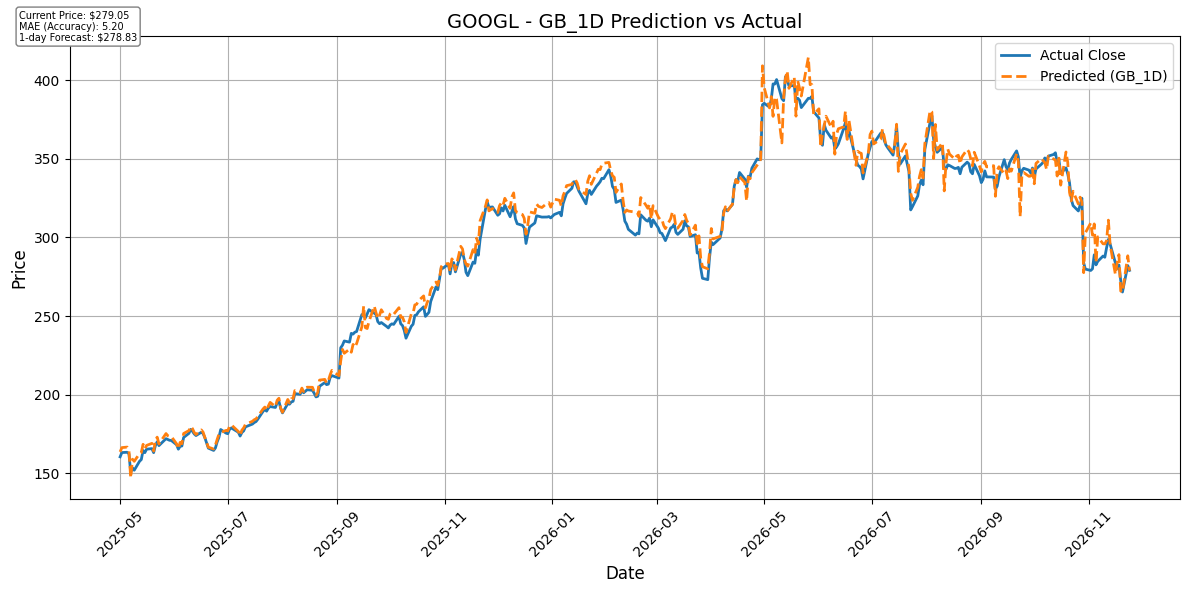 GOOGL - GB_1D Prediction vs Actual
Current Price: $279.05
MAE (Accuracy): 5.20
1-day Forecast: $278.83
Actual Close
Predicted (GB_1D)
Price
400
350
300
250
200
150
2025-05
2025-07
2025-09
2025-11
2026-01
2026-03
2026-05
2026-07
2026-09
2026-11
Date